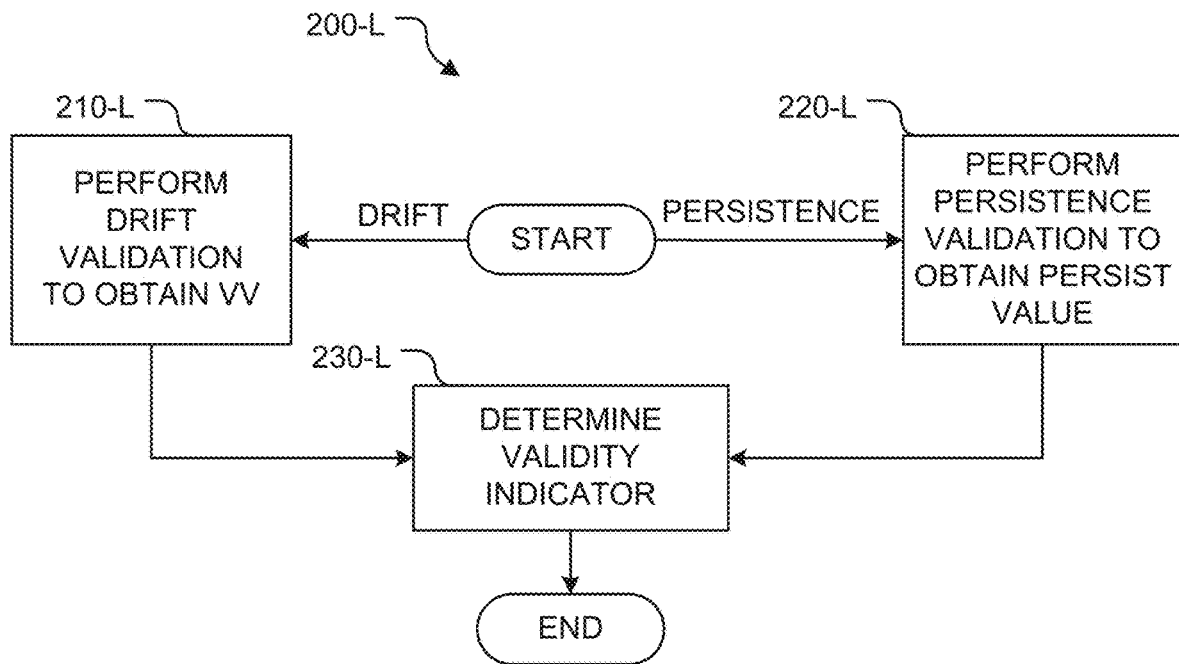 200-L
210-L
220-L
PERFORM
DRIFT
VALIDATION
TO OBTAIN VV
DRIFT
START
PERSISTENCE
PERFORM
PERSISTENCE
VALIDATION TO
OBTAIN PERSIST
VALUE
230-L
DETERMINE
VALIDITY
INDICATOR
END